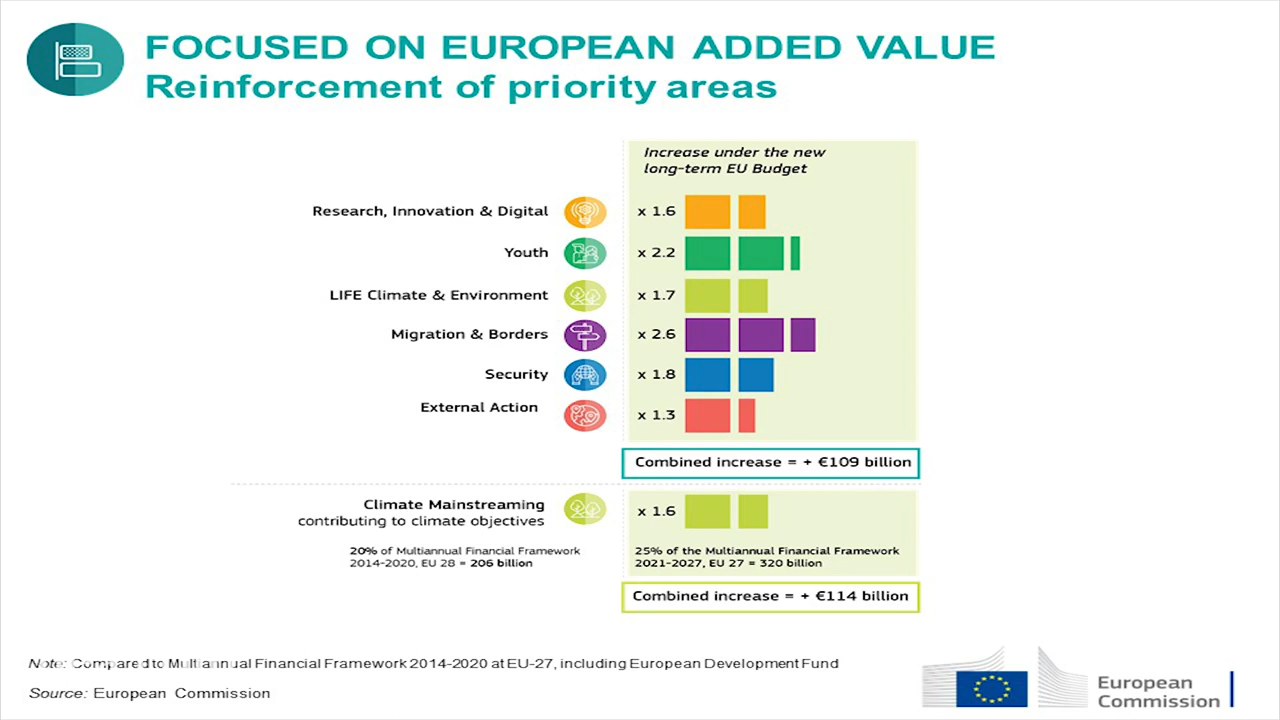 FOCUSED ON EUROPEAN ADDED VALUE
Reinforcement of priority areas
Increase under the new
long-term EU Budget
Research, Innovation & Digital
x 1.6
Youth
x 2.2
LIFE Climate & Environment
x 1.7
Migration & Borders
x 2.6
Security
x 1.8
External Action
x 1.3
Combined increase = + €109 billion
Climate Mainstreaming
contributing to climate objectives
x 1.6
20% of Multiannual Financial Framework
2014-2020, EU 28 = 206 billion
25% of the Multiannual Financial Framework
2021-2027, EU 27 = 320 billion
Combined increase = + €114 billion
Note: Compared to Multiannual Financial Framework 2014-2020 at EU-27, including European Development Fund
Source: European Commission
European
Commission